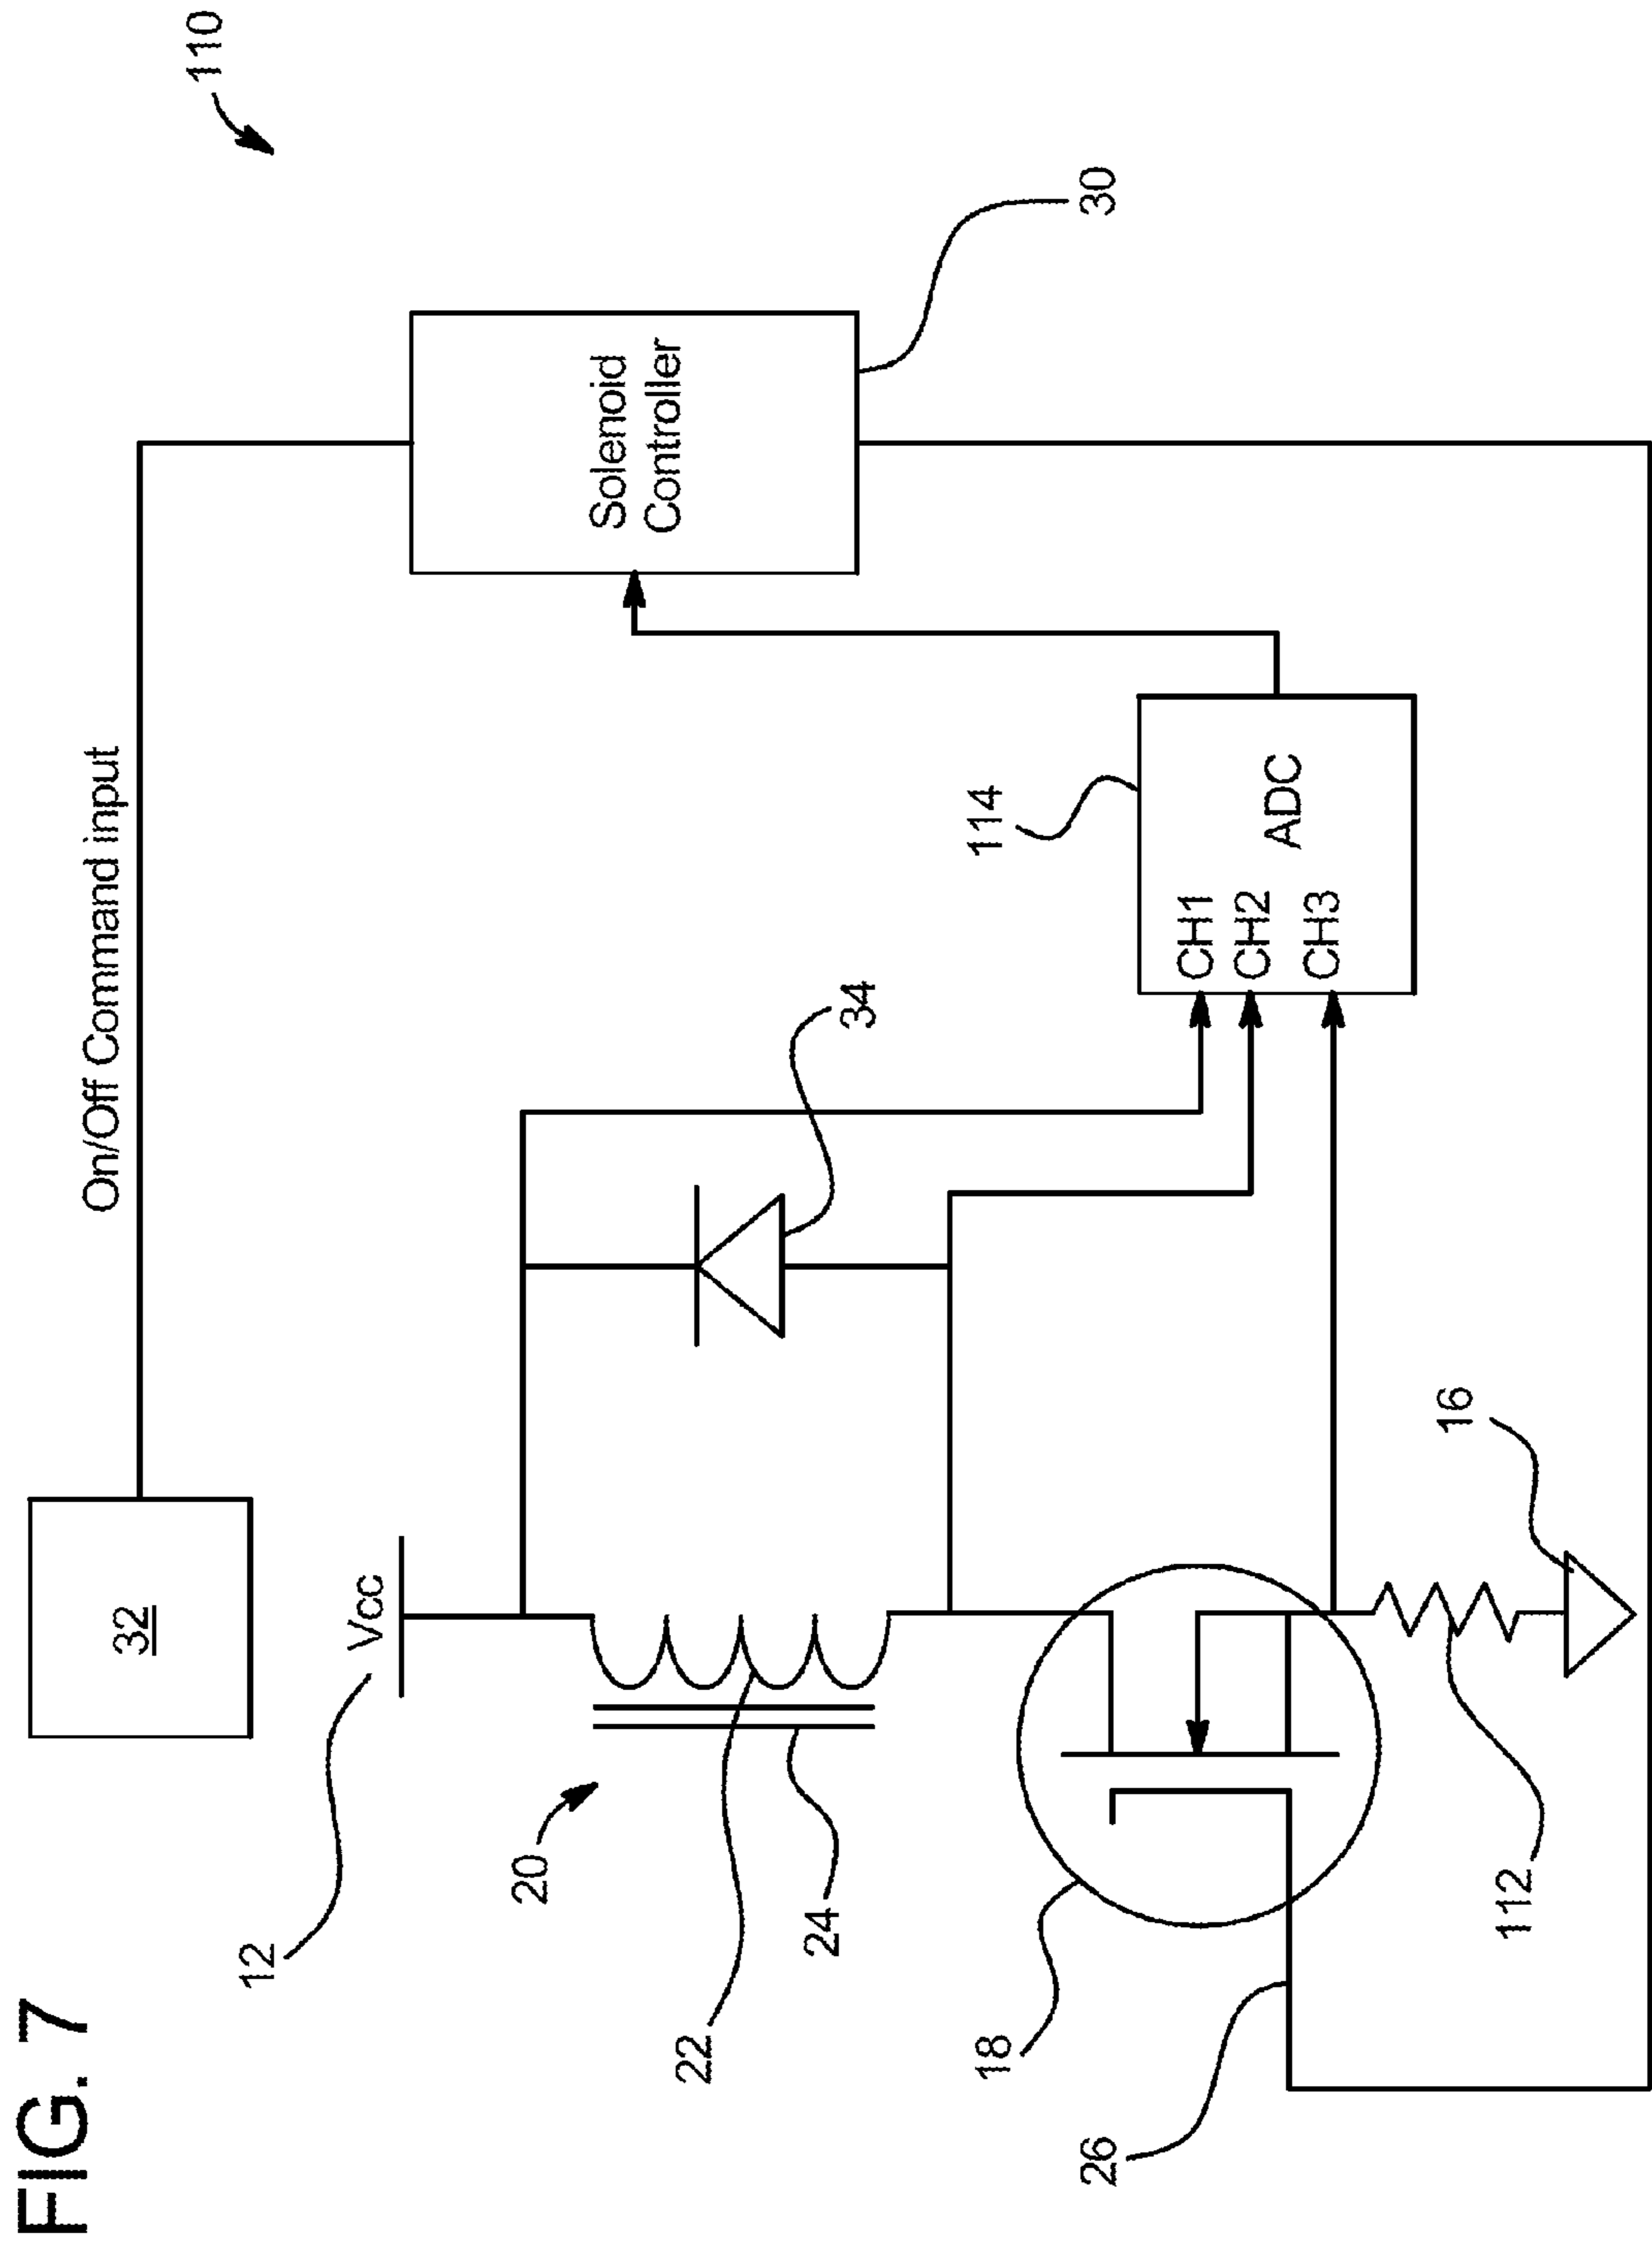 FIG. 7
110
32
On/Off Command input
12
Vcc
20
22
24
34
Solenoid
Controller
30
114
CH1
CH2
CH3
ADC
18
26
112
16